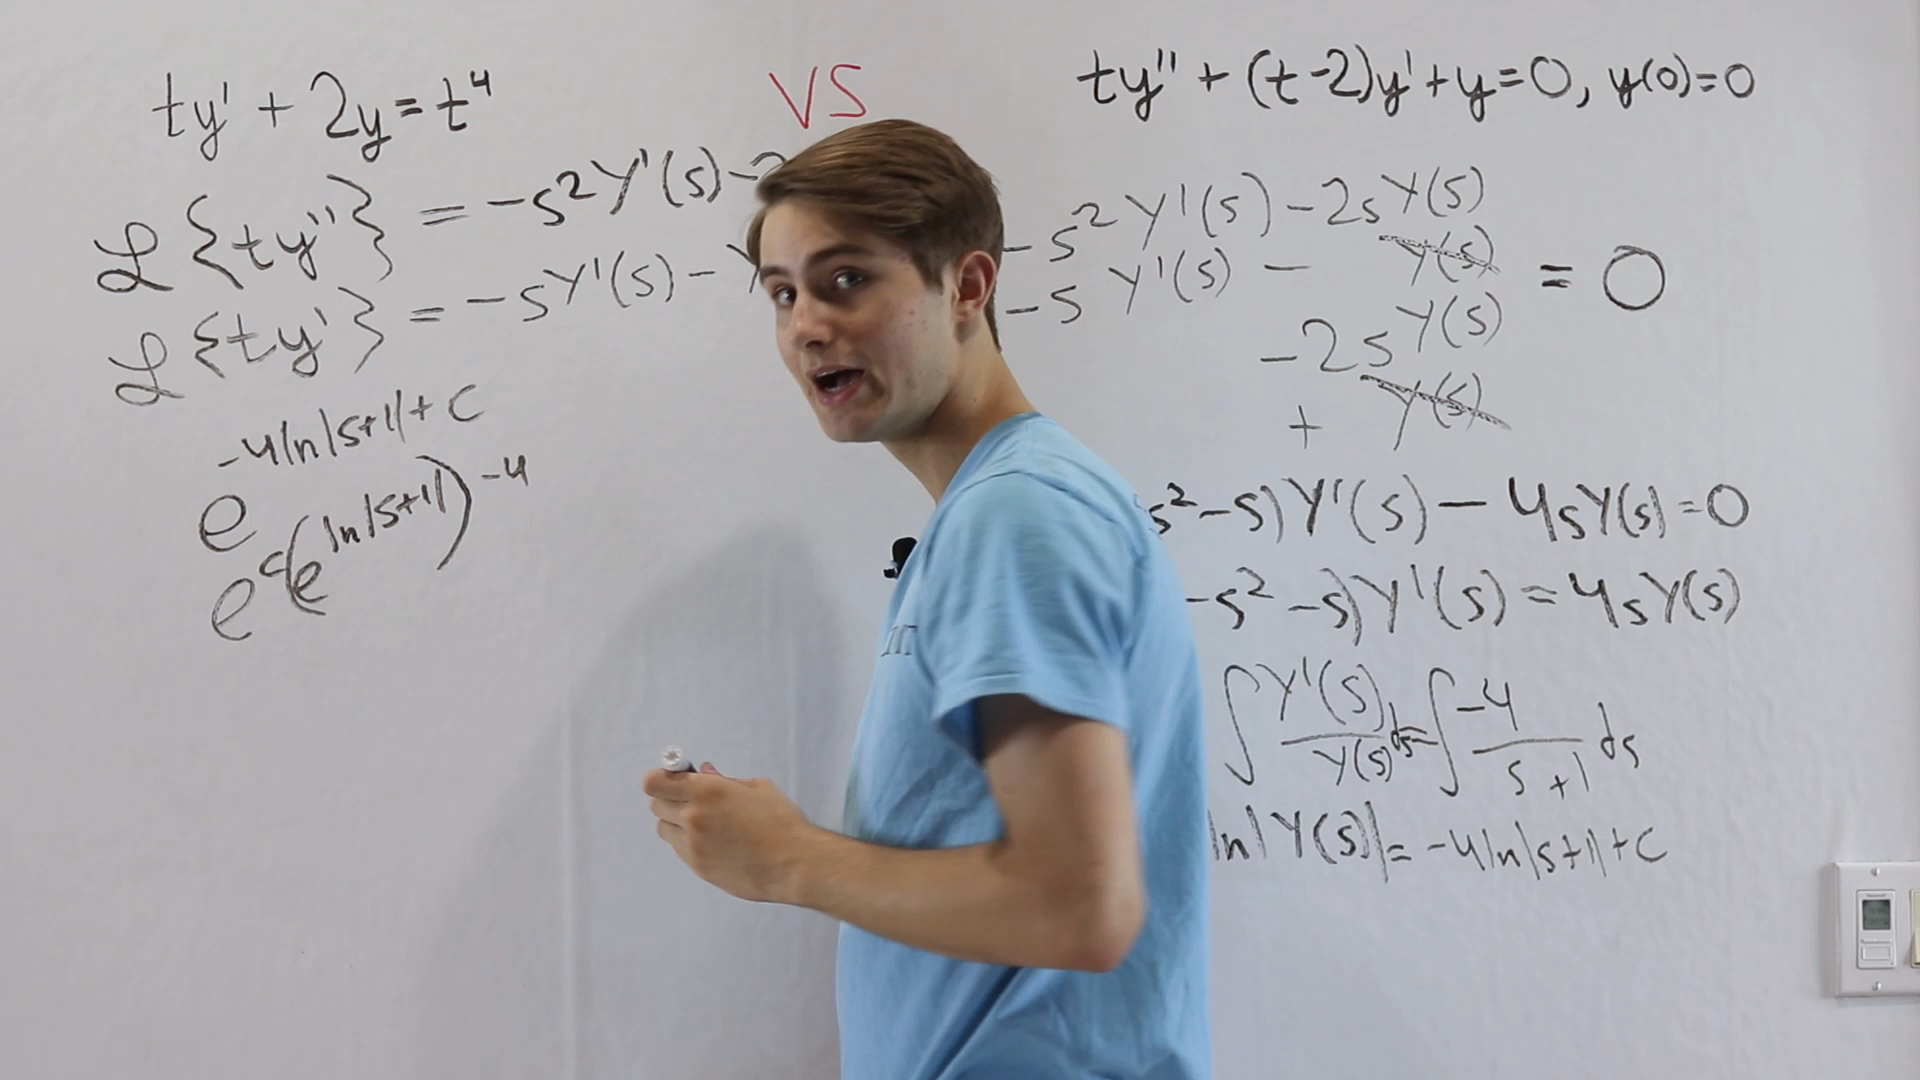 ty' + 2y = t⁴
VS
ty" + (t-2)y' + y = 0, y(0) = 0
ℒ{ty"} = -s²Y'(s) - 2
ℒ{ty'} = -sY'(s) -
e^(-4ln|s+1|+c)
e^c(e^(ln|s+1|))^(-4)
-s²Y'(s) - 2sY(s)
-sY'(s) - Y(s) = 0
-2sY(s)
+ Y(s)
s² - s)Y'(s) - 4sY(s) = 0
-s² - s)Y'(s) = 4sY(s)
∫ Y'(s)/Y(s) ds = ∫ -4/(s+1) ds
ln|Y(s)| = -4ln|s+1| + c